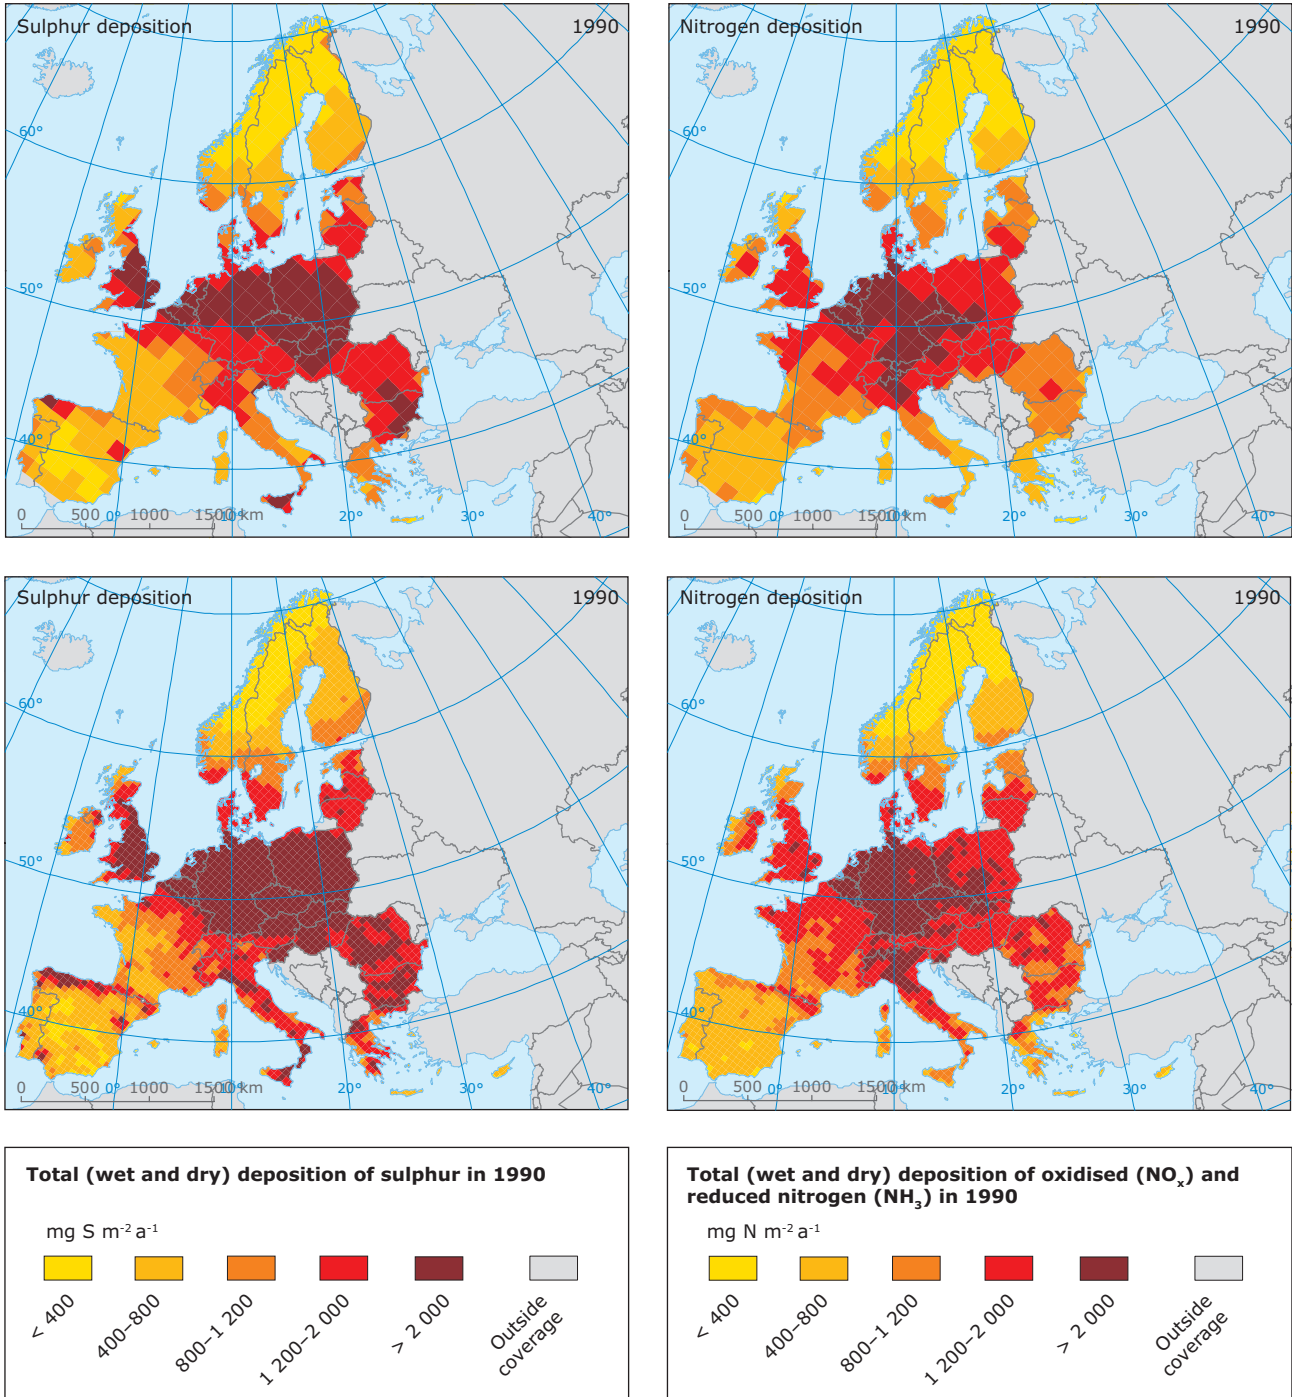 Sulphur deposition 1990
60°
50°
40°
0 500 0° 1000 1500 km 10°
20° 30° 40°
Nitrogen deposition 1990
60°
50°
40°
0 500 0° 1000 1500 km 10°
20° 30° 40°
Sulphur deposition 1990
60°
50°
40°
0 500 0° 1000 1500 km 10°
20° 30° 40°
Nitrogen deposition 1990
60°
50°
40°
0 500 0° 1000 1500 km 10°
20° 30° 40°
Total (wet and dry) deposition of sulphur in 1990
mg S m⁻² a⁻¹
< 400
400–800
800–1 200
1 200–2 000
> 2 000
Outside
coverage
Total (wet and dry) deposition of oxidised (NOₓ) and
reduced nitrogen (NH₃) in 1990
mg N m⁻² a⁻¹
< 400
400–800
800–1 200
1 200–2 000
> 2 000
Outside
coverage